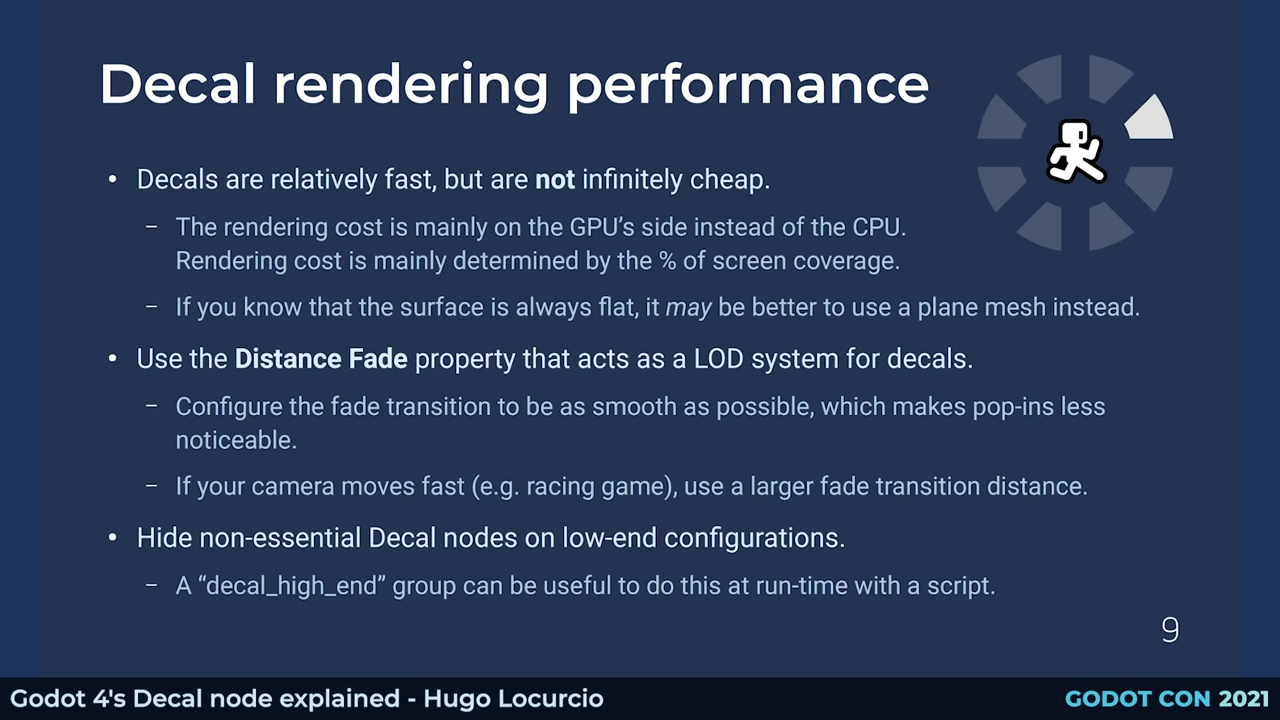 Decal rendering performance
• Decals are relatively fast, but are not infinitely cheap.
– The rendering cost is mainly on the GPU’s side instead of the CPU.
Rendering cost is mainly determined by the % of screen coverage.
– If you know that the surface is always flat, it may be better to use a plane mesh instead.
• Use the Distance Fade property that acts as a LOD system for decals.
– Configure the fade transition to be as smooth as possible, which makes pop-ins less
noticeable.
– If your camera moves fast (e.g. racing game), use a larger fade transition distance.
• Hide non-essential Decal nodes on low-end configurations.
– A “decal_high_end” group can be useful to do this at run-time with a script.
9
Godot 4's Decal node explained - Hugo Locurcio
GODOT CON 2021